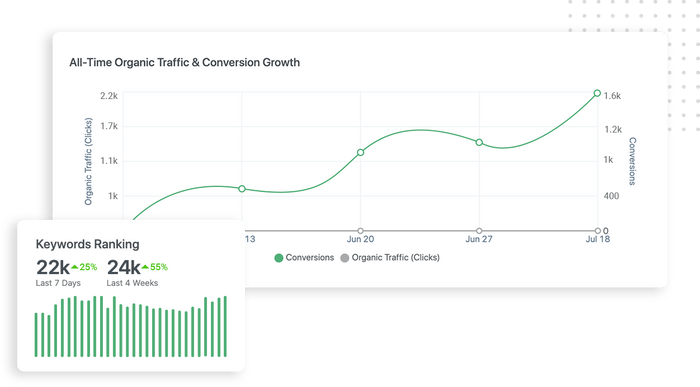 All-Time Organic Traffic & Conversion Growth
2.2k
1.7k
1.1k
1k
Organic Traffic (Clicks)
1.6k
1.2k
1k
400
0
Conversions
13
Jun 20
Jun 27
Jul 18
Conversions
Organic Traffic (Clicks)
Keywords Ranking
22k 25%
24k 55%
Last 7 Days
Last 4 Weeks